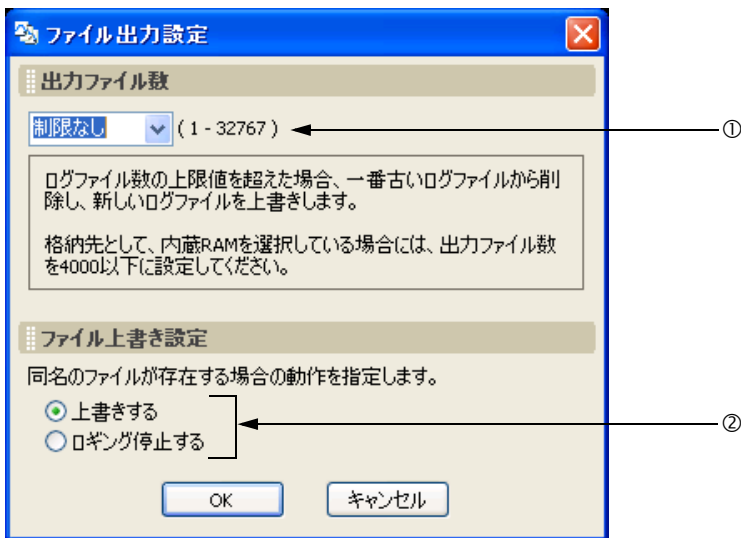 ファイル出力設定
出力ファイル数
制限なし ( 1 - 32767 ) ①
ログファイル数の上限値を超えた場合、一番古いログファイルから削
除し、新しいログファイルを上書きします。
格納先として、内蔵RAMを選択している場合には、出力ファイル数
を4000以下に設定してください。
ファイル上書き設定
同名のファイルが存在する場合の動作を指定します。
上書きする
②
ロギング停止する
OK キャンセル